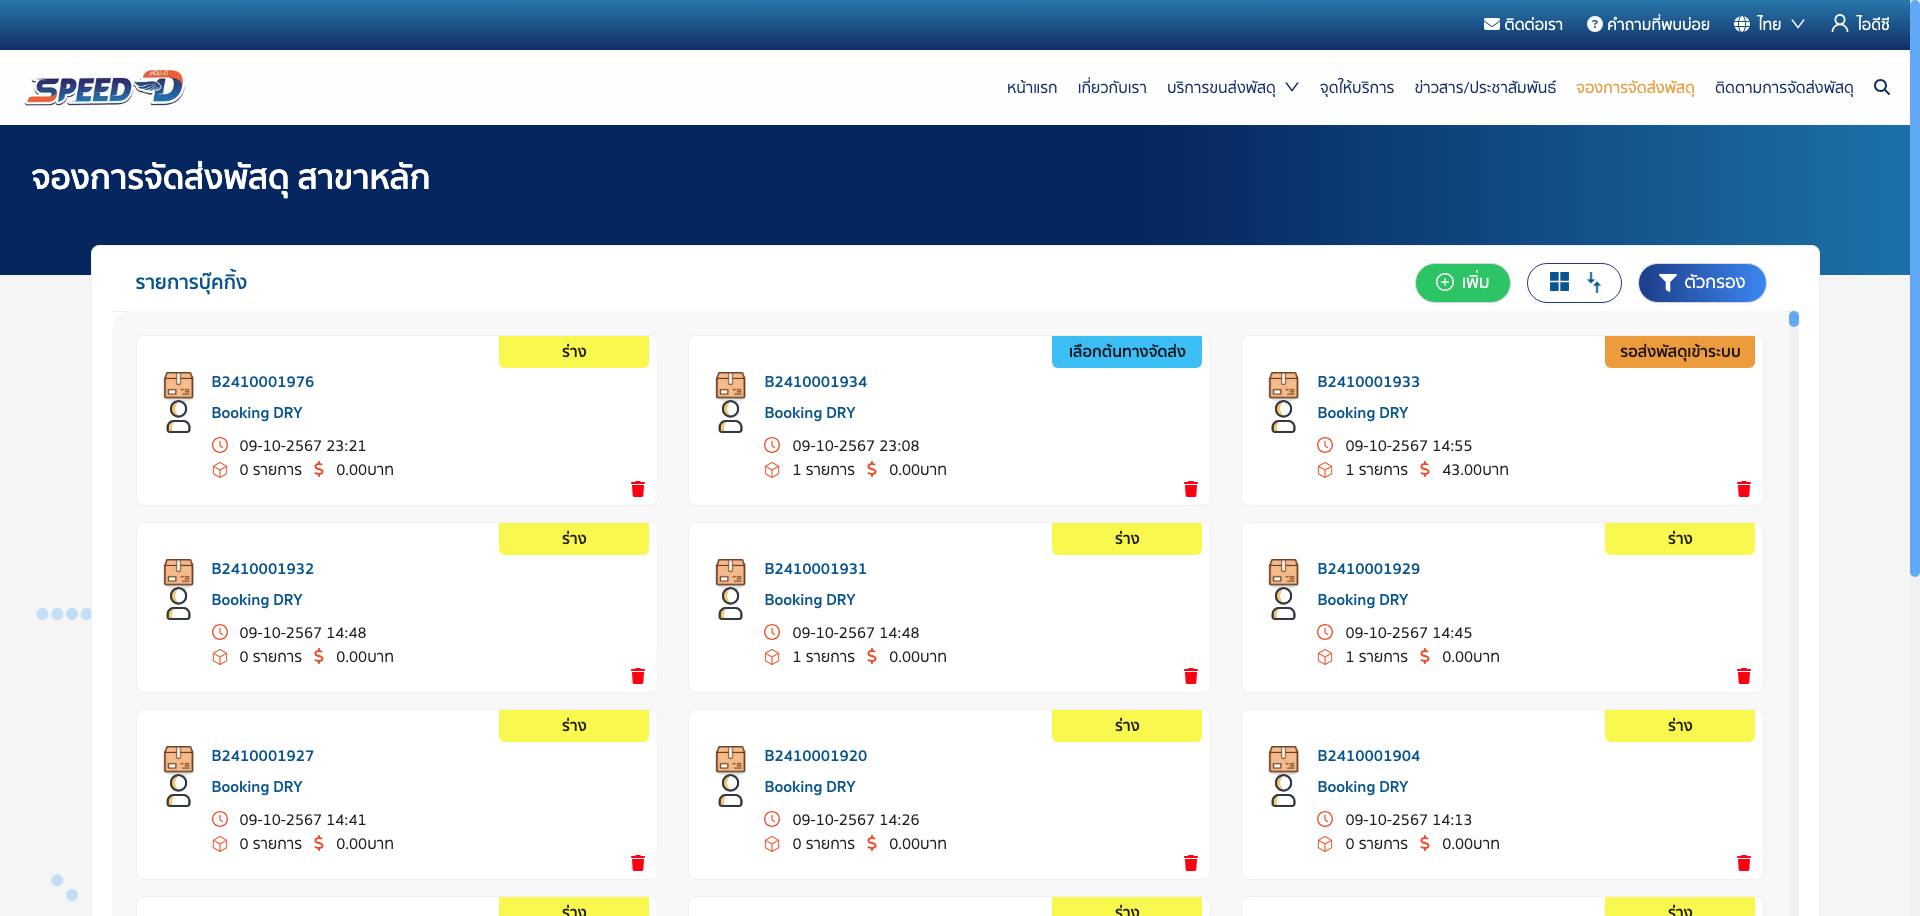 ติดต่อเรา คำถามที่พบบ่อย ไทย ไอดีซี
SPEED-D
หน้าแรก เกี่ยวกับเรา บริการขนส่งพัสดุ จุดให้บริการ ข่าวสาร/ประชาสัมพันธ์ จองการจัดส่งพัสดุ ติดตามการจัดส่งพัสดุ
จองการจัดส่งพัสดุ สาขาหลัก
รายการบุ๊คกิ้ง
เพิ่ม
ตัวกรอง
ร่าง
B2410001976
Booking DRY
09-10-2567 23:21
0 รายการ $ 0.00บาท
เลือกต้นทางจัดส่ง
B2410001934
Booking DRY
09-10-2567 23:08
1 รายการ $ 0.00บาท
รอส่งพัสดุเข้าระบบ
B2410001933
Booking DRY
09-10-2567 14:55
1 รายการ $ 43.00บาท
ร่าง
B2410001932
Booking DRY
09-10-2567 14:48
0 รายการ $ 0.00บาท
ร่าง
B2410001931
Booking DRY
09-10-2567 14:48
1 รายการ $ 0.00บาท
ร่าง
B2410001929
Booking DRY
09-10-2567 14:45
1 รายการ $ 0.00บาท
ร่าง
B2410001927
Booking DRY
09-10-2567 14:41
0 รายการ $ 0.00บาท
ร่าง
B2410001920
Booking DRY
09-10-2567 14:26
0 รายการ $ 0.00บาท
ร่าง
B2410001904
Booking DRY
09-10-2567 14:13
0 รายการ $ 0.00บาท
ร่าง
ร่าง
ร่าง